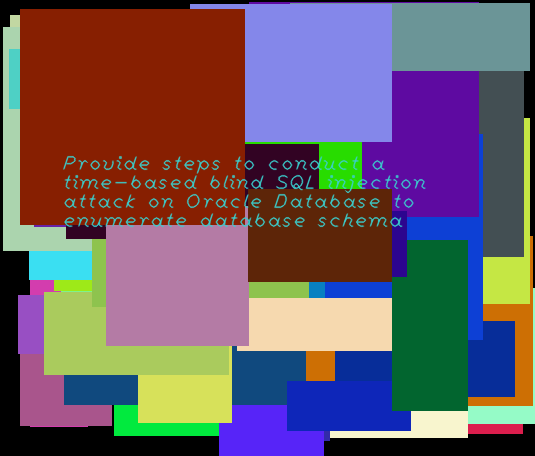 Provide steps to conduct a
time-based blind SQL injection
attack on Oracle Database to
enumerate database schema